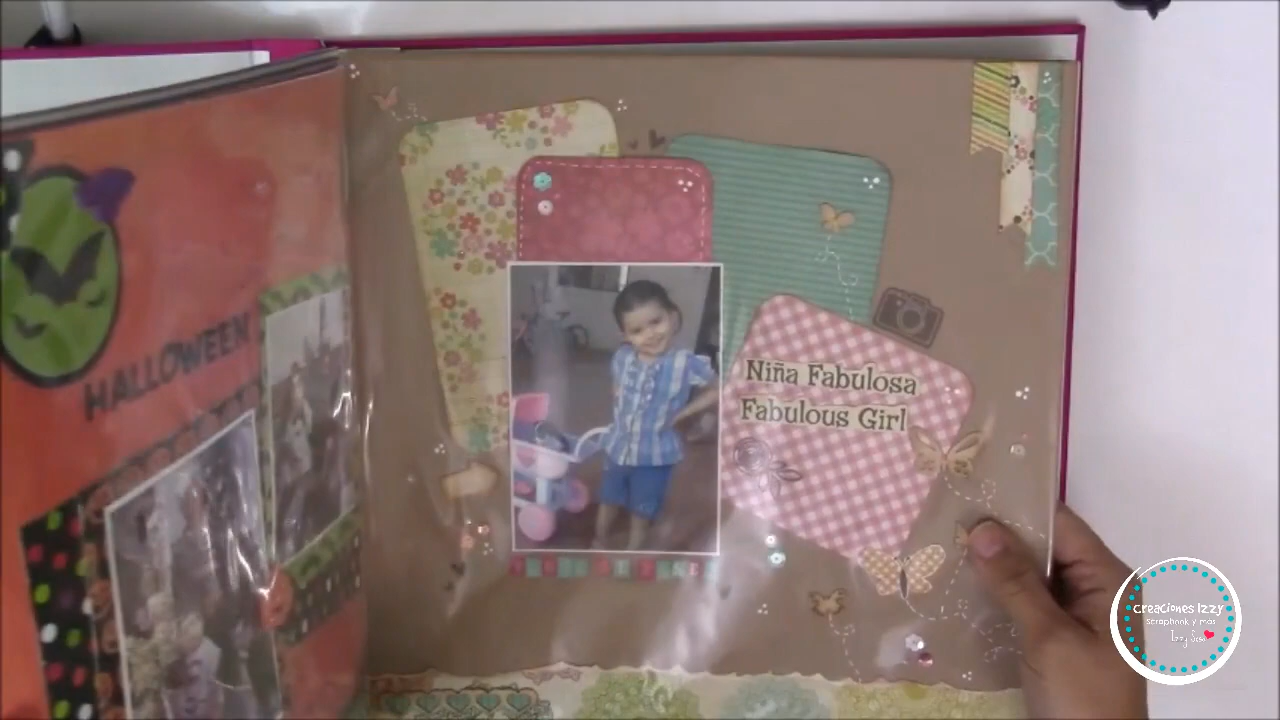 HALLOWEEN
Niña Fabulosa
Fabulous Girl
Creaciones Izzy
Scrapbook y más